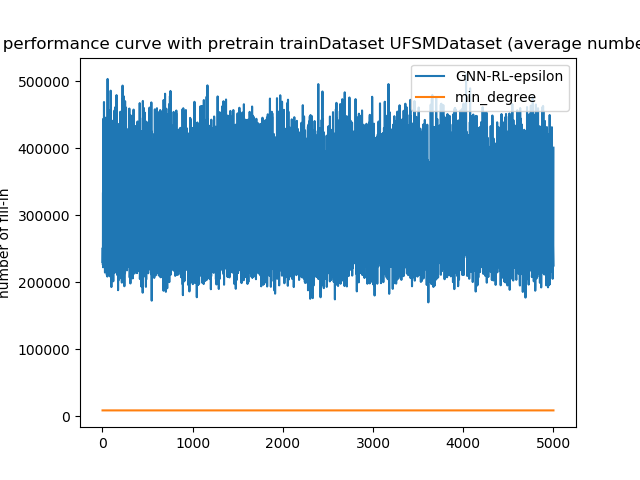 performance curve with pretrain trainDataset UFSMDataset (average numbe
GNN-RL-epsilon
min_degree
500000
400000
300000
200000
100000
0
number of fill-in
0 1000 2000 3000 4000 5000